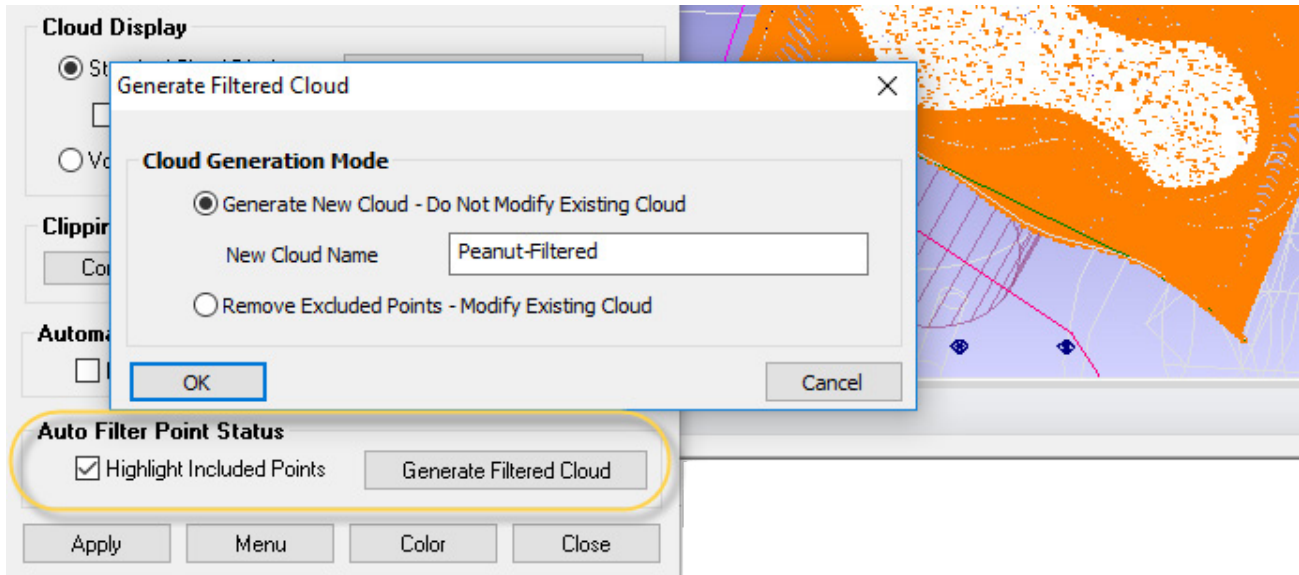 Cloud Display
Generate Filtered Cloud
Cloud Generation Mode
Generate New Cloud - Do Not Modify Existing Cloud
New Cloud Name
Peanut-Filtered
Remove Excluded Points - Modify Existing Cloud
OK
Cancel
Auto Filter Point Status
Highlight Included Points
Generate Filtered Cloud
Apply
Menu
Color
Close